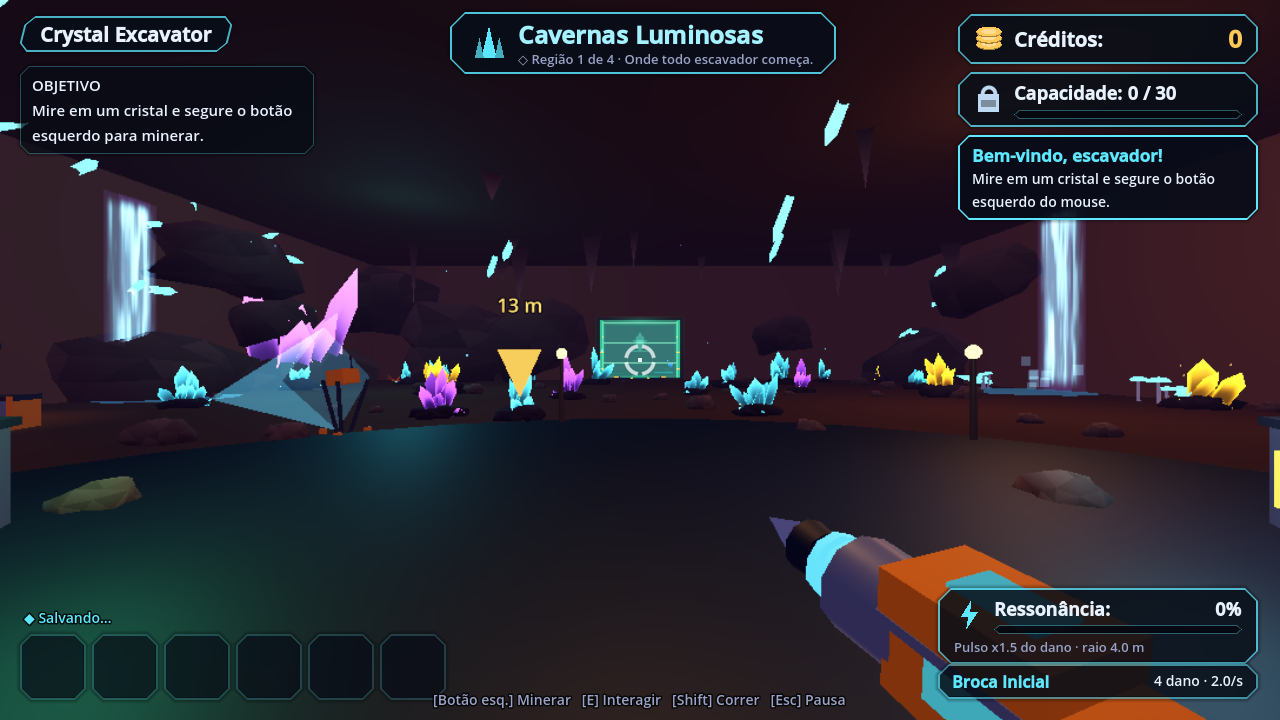 Crystal Excavator
OBJETIVO
Mire em um cristal e segure o botão
esquerdo para minerar.
Cavernas Luminosas
◇ Região 1 de 4 · Onde todo escavador começa.
Créditos: 0
Capacidade: 0 / 30
Bem-vindo, escavador!
Mire em um cristal e segure o botão
esquerdo do mouse.
13 m
◆ Salvando...
[Botão esq.] Minerar [E] Interagir [Shift] Correr [Esc] Pausa
Ressonância: 0%
Pulso x1.5 do dano · raio 4.0 m
Broca Inicial 4 dano · 2.0/s